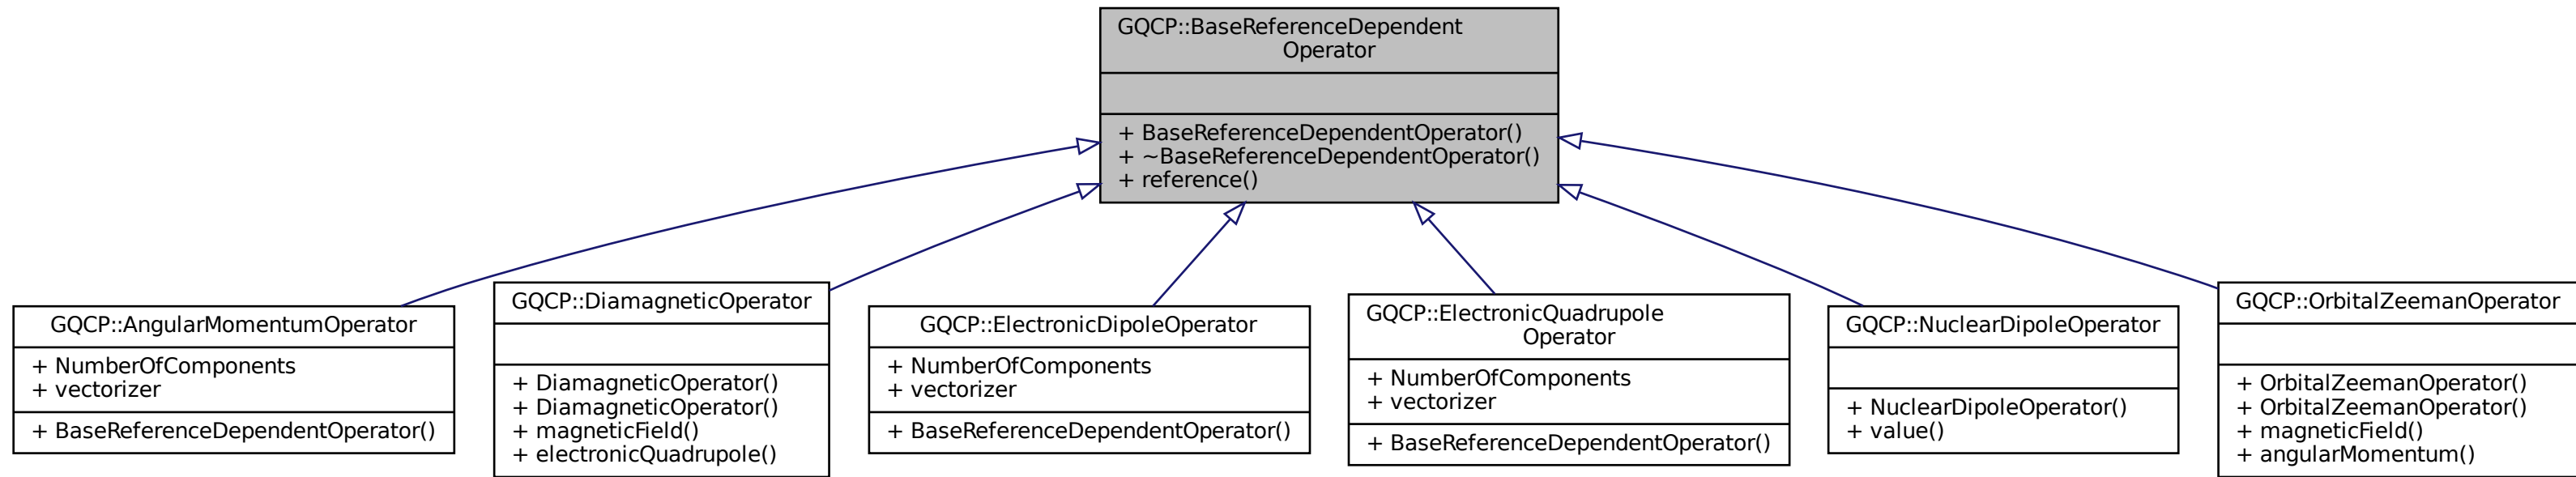 GQCP::BaseReferenceDependent
Operator
+ BaseReferenceDependentOperator()
+ ~BaseReferenceDependentOperator()
+ reference()
GQCP::AngularMomentumOperator
+ NumberOfComponents
+ vectorizer
+ BaseReferenceDependentOperator()
GQCP::DiamagneticOperator
+ DiamagneticOperator()
+ DiamagneticOperator()
+ magneticField()
+ electronicQuadrupole()
GQCP::ElectronicDipoleOperator
+ NumberOfComponents
+ vectorizer
+ BaseReferenceDependentOperator()
GQCP::ElectronicQuadrupole
Operator
+ NumberOfComponents
+ vectorizer
+ BaseReferenceDependentOperator()
GQCP::NuclearDipoleOperator
+ NuclearDipoleOperator()
+ value()
GQCP::OrbitalZeemanOperator
+ OrbitalZeemanOperator()
+ OrbitalZeemanOperator()
+ magneticField()
+ angularMomentum()